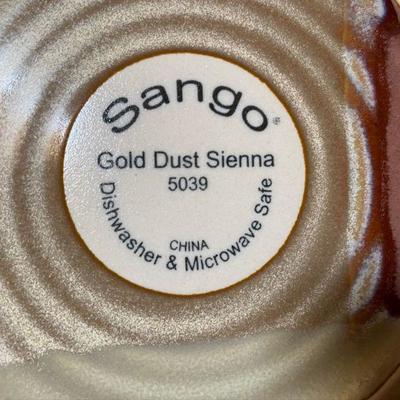 Sango®
Gold Dust Sienna
5039
CHINA
Dishwasher & Microwave Safe